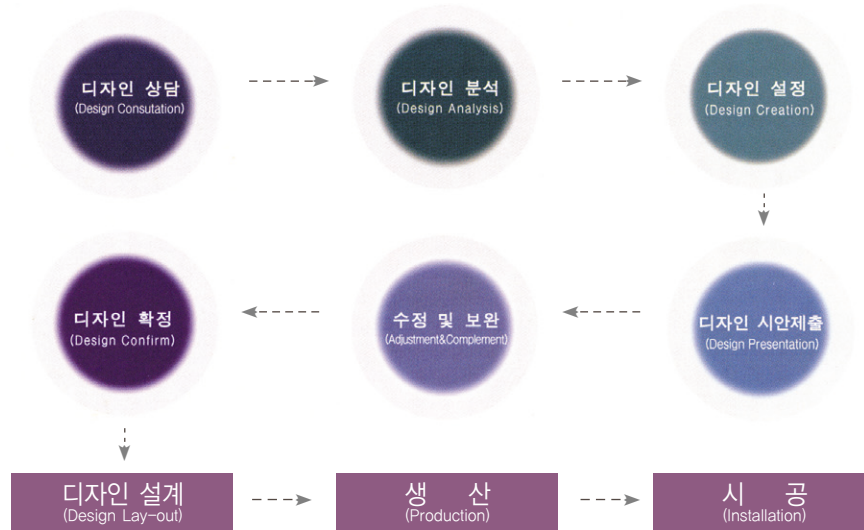 디자인 상담
(Design Consutation)
디자인 분석
(Design Analysis)
디자인 설정
(Design Creation)
디자인 시안제출
(Design Presentation)
수정 및 보완
(Adjustment&Complement)
디자인 확정
(Design Confirm)
디자인 설계
(Design Lay-out)
생 산
(Production)
시 공
(Installation)